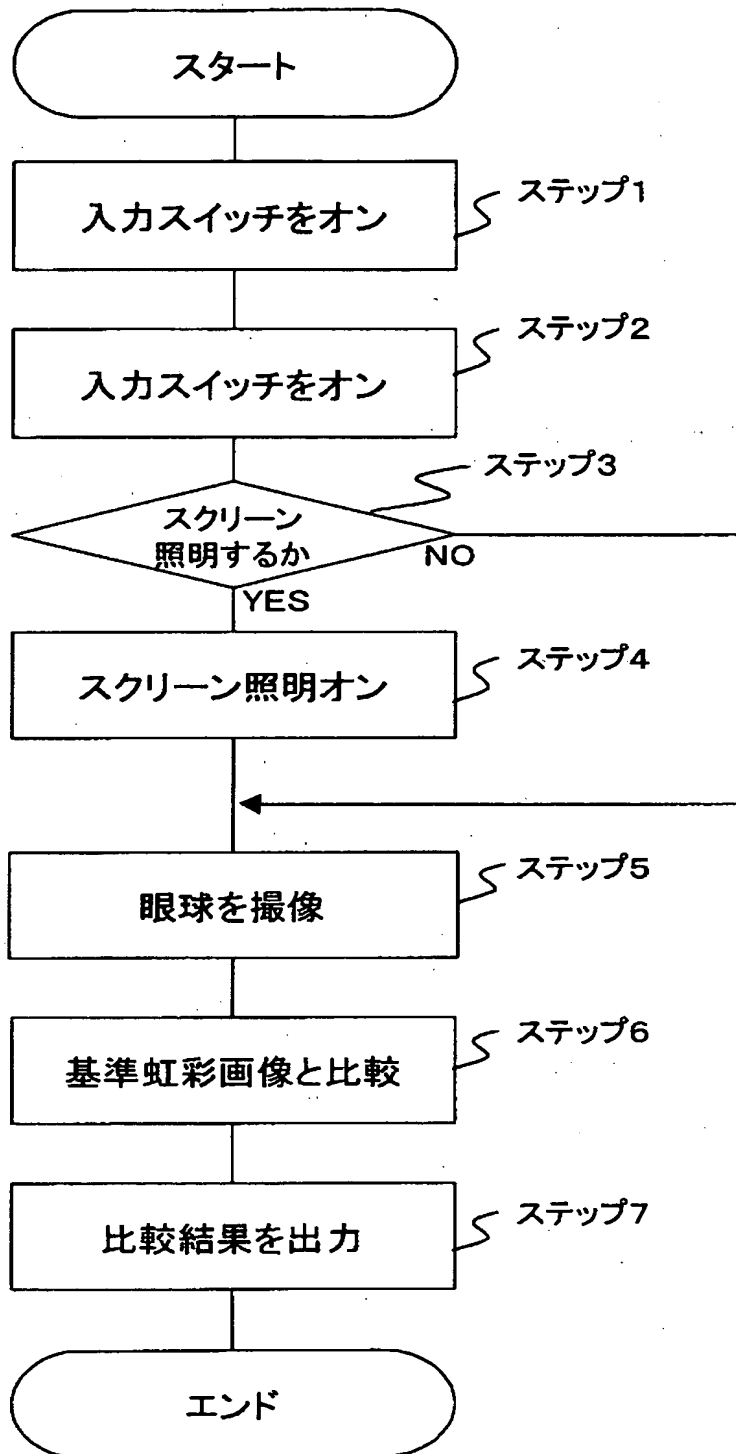 スタート
入力スイッチをオン
ステップ1
入力スイッチをオン
ステップ2
スクリーン
照明するか
ステップ3
NO
YES
スクリーン照明オン
ステップ4
眼球を撮像
ステップ5
基準虹彩画像と比較
ステップ6
比較結果を出力
ステップ7
エンド